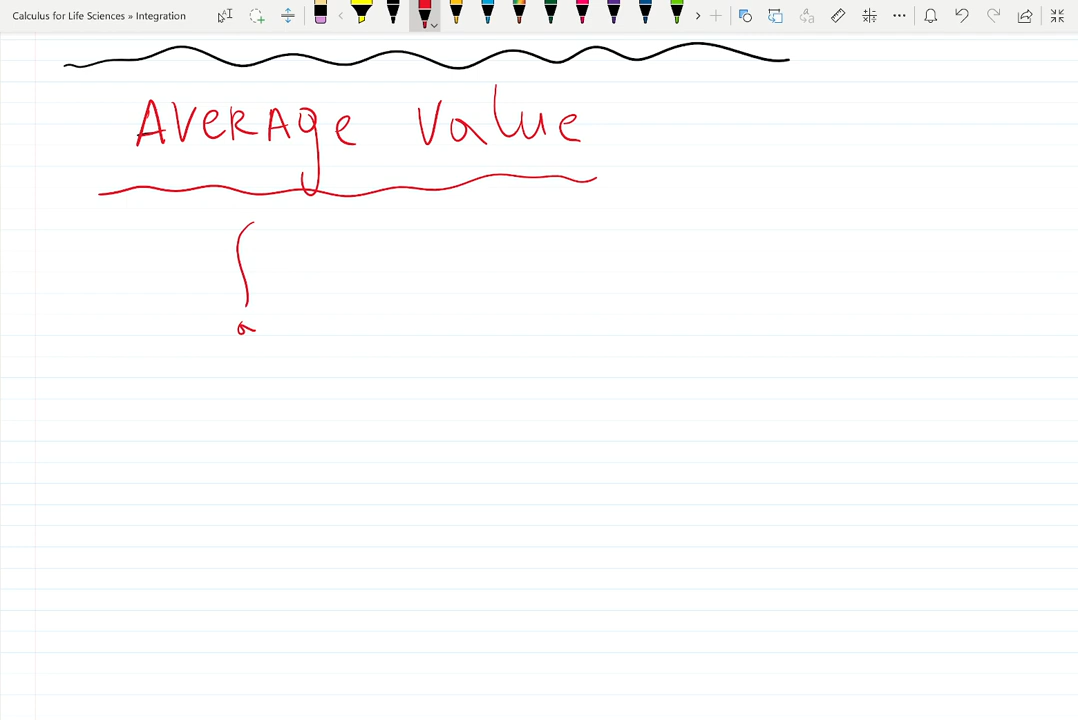 Calculus for Life Sciences » Integration
AVERAGE Value
∫
a